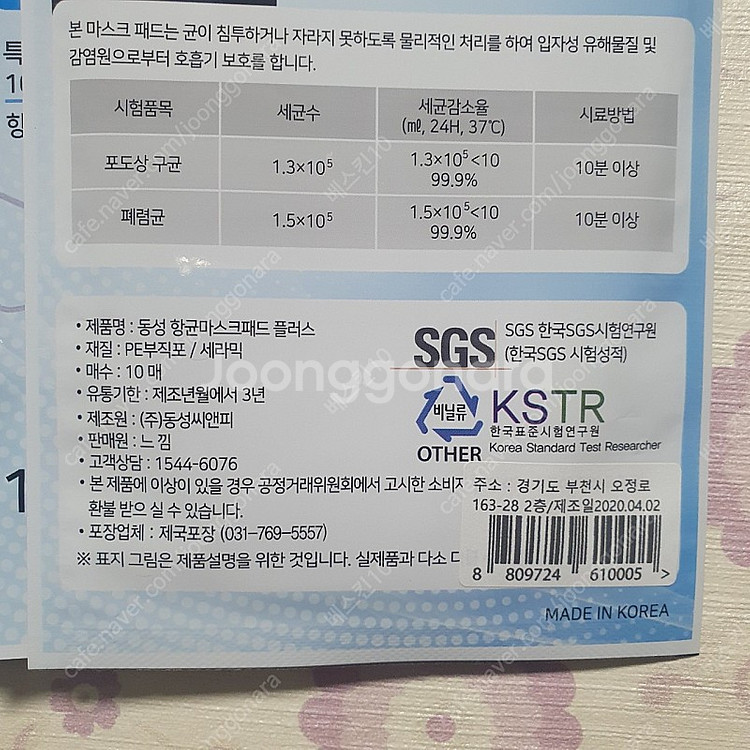 본 마스크 패드는 균이 침투하거나 자라지 못하도록 물리적인 처리를 하여 입자성 유해물질 및
감염원으로부터 호흡기 보호를 합니다.
시험품목 세균수 세균감소율 (㎖, 24H, 37℃) 시료방법
포도상 구균 1.3×10⁵ 1.3×10⁵<10 99.9% 10분 이상
폐렴균 1.5×10⁵ 1.5×10⁵<10 99.9% 10분 이상
• 제품명 : 동성 항균마스크패드 플러스
• 재질 : PE부직포 / 세라믹
• 매수 : 10 매
• 유통기한 : 제조년월에서 3년
• 제조원 : (주)동성씨앤피
• 판매원 : 느 낌
• 고객상담 : 1544-6076
• 본 제품에 이상이 있을 경우 공정거래위원회에서 고시한 소비자
환불 받으 실 수 있습니다.
• 포장업체 : 제국포장 (031-769-5557)
※ 표지 그림은 제품설명을 위한 것입니다. 실제품과 다소 다
SGS
SGS 한국SGS시험연구원
(한국SGS 시험성적)
비닐류
OTHER
KSTR
한국표준시험연구원
Korea Standard Test Researcher
주소 : 경기도 부천시 오정로
163-28 2층/제조일2020.04.02
8 809724 610005 >
MADE IN KOREA
특
10
항
1
Joonggonara
cafe.naver.com/joonggonara
베스킨10